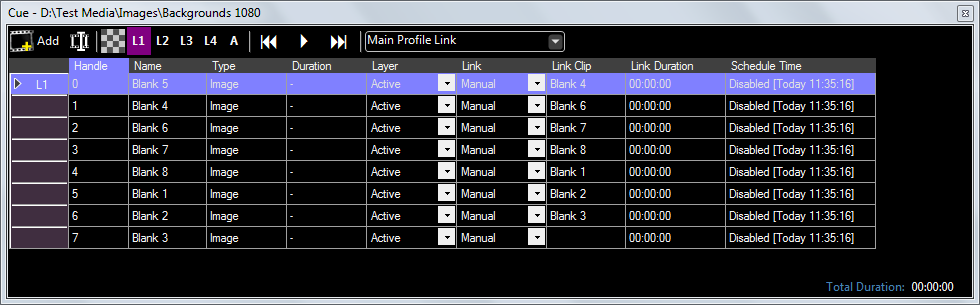 Cue - D:\Test Media\Images\Backgrounds 1080
Add L1 L2 L3 L4 A Main Profile Link
Handle Name Type Duration Layer Link Link Clip Link Duration Schedule Time
L1 0 Blank 5 Image - Active Manual Blank 4 00:00:00 Disabled [Today 11:35:16]
1 Blank 4 Image - Active Manual Blank 6 00:00:00 Disabled [Today 11:35:16]
2 Blank 6 Image - Active Manual Blank 7 00:00:00 Disabled [Today 11:35:16]
3 Blank 7 Image - Active Manual Blank 8 00:00:00 Disabled [Today 11:35:16]
4 Blank 8 Image - Active Manual Blank 1 00:00:00 Disabled [Today 11:35:16]
5 Blank 1 Image - Active Manual Blank 2 00:00:00 Disabled [Today 11:35:16]
6 Blank 2 Image - Active Manual Blank 3 00:00:00 Disabled [Today 11:35:16]
7 Blank 3 Image - Active Manual 00:00:00 Disabled [Today 11:35:16]
Total Duration: 00:00:00